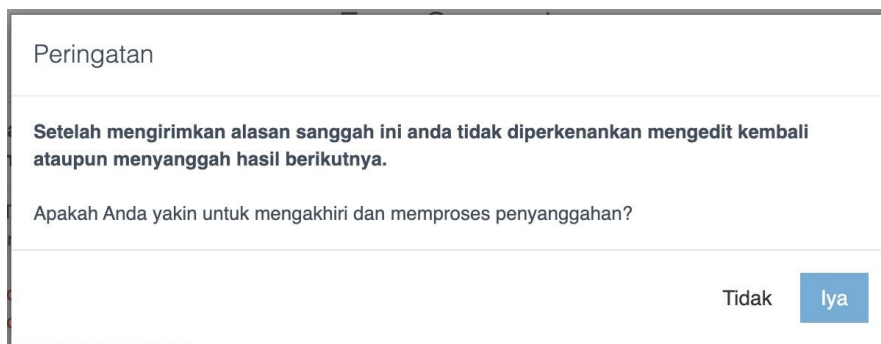 Peringatan
Setelah mengirimkan alasan sanggah ini anda tidak diperkenankan mengedit kembali
ataupun menyanggah hasil berikutnya.
Apakah Anda yakin untuk mengakhiri dan memproses penyanggahan?
Tidak
Iya